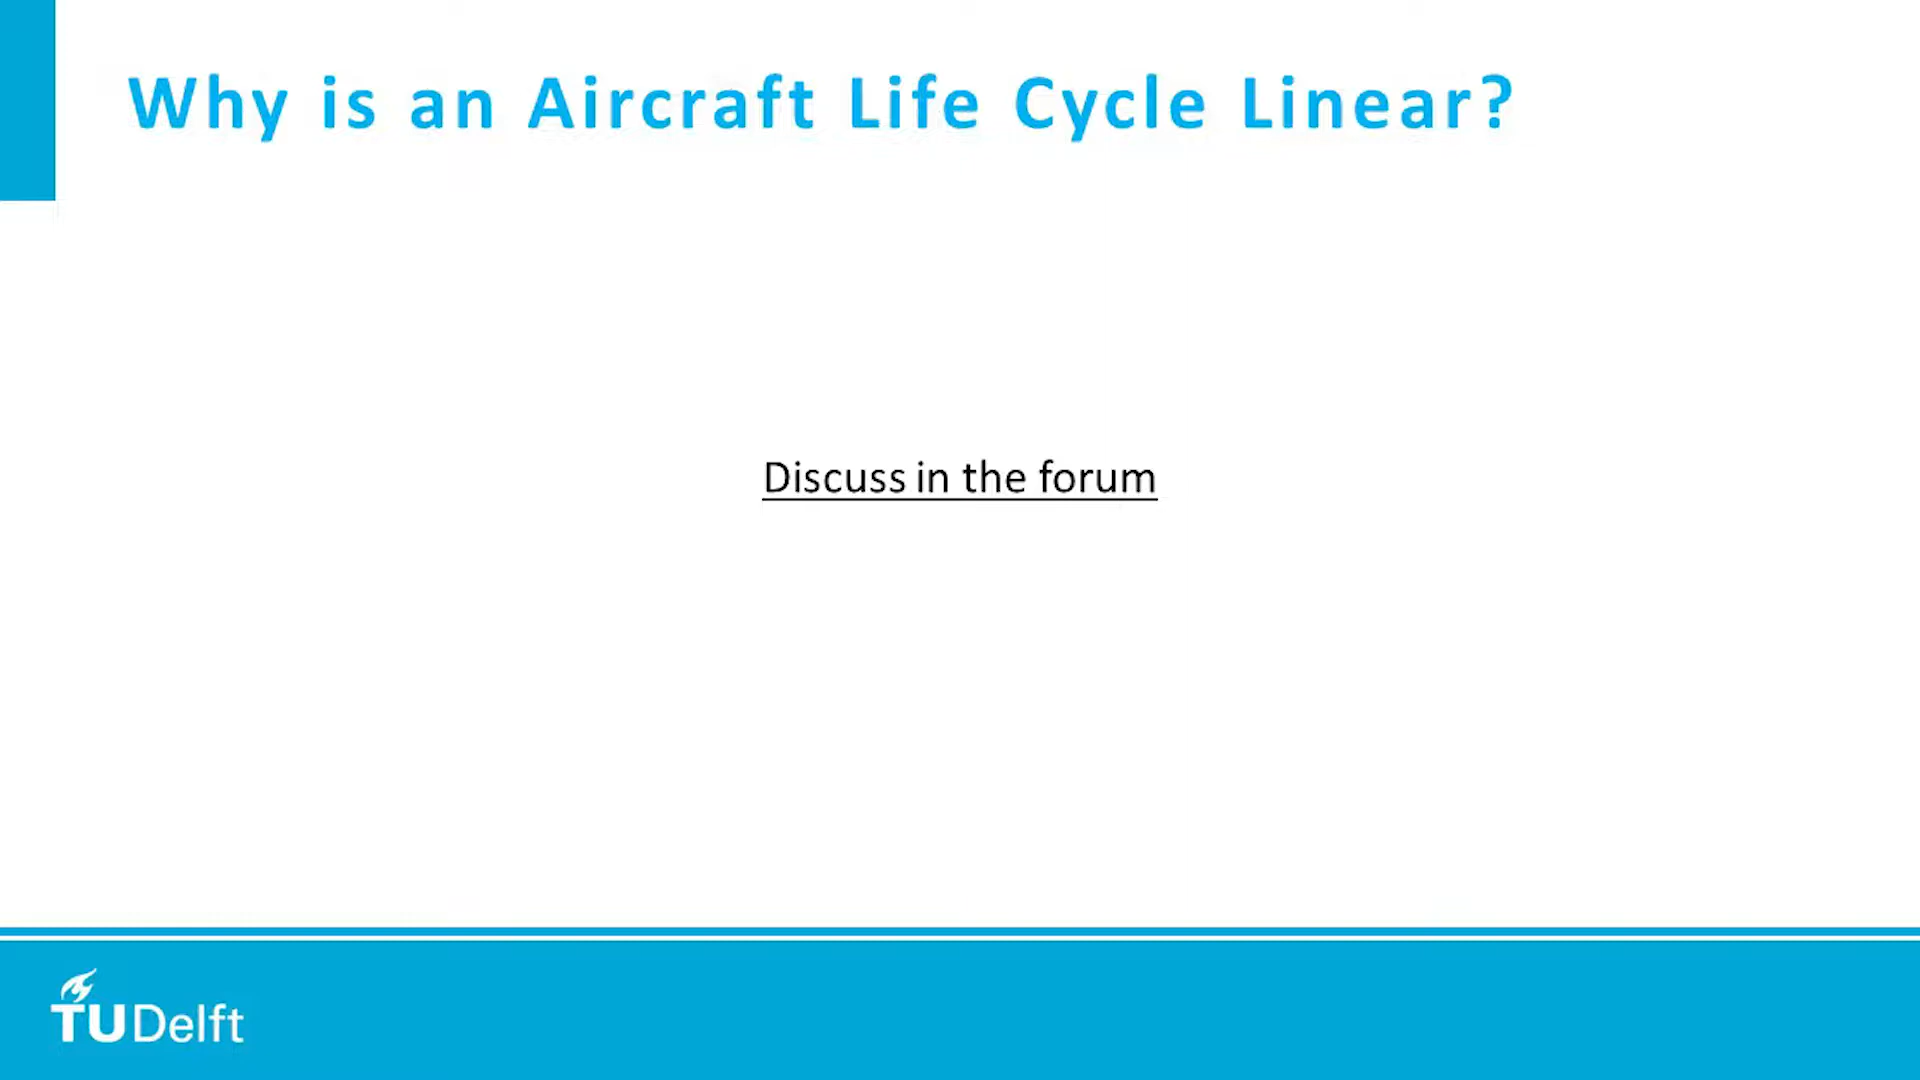 Why is an Aircraft Life Cycle Linear?
Discuss in the forum
TUDelft